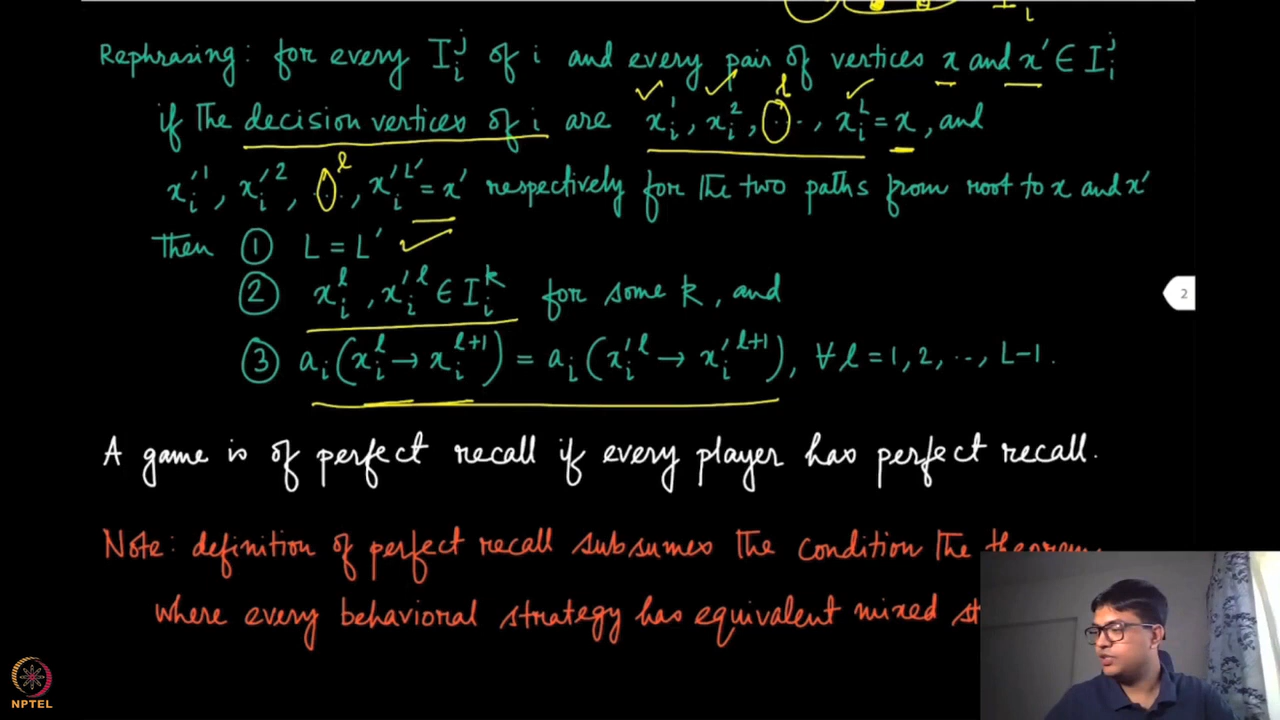 I_i
Rephrasing: for every I_i^j of i and every pair of vertices x and x' ∈ I_i^j
l
if the decision vertices of i are x_i^1, x_i^2, ..., x_i^L = x, and
l
x_i'^1, x_i'^2, ..., x_i'^L' = x' respectively for the two paths from root to x and x'
Then ① L = L'
② x_i^l, x_i'^l ∈ I_i^k for some k, and
2
③ a_i(x_i^l → x_i^{l+1}) = a_i(x_i'^l → x_i'^{l+1}), ∀ l = 1, 2, .., L-1.
A game is of perfect recall if every player has perfect recall.
Note: definition of perfect recall subsumes the condition the theorem
where every behavioral strategy has equivalent mixed
NPTEL